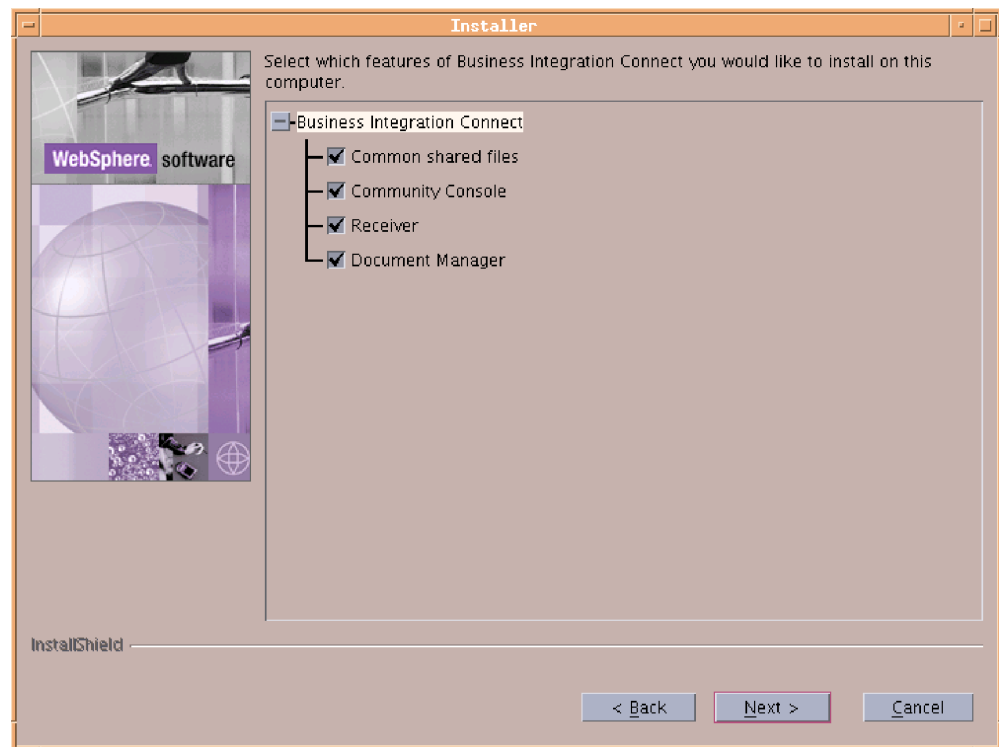 Installer
Select which features of Business Integration Connect you would like to install on this
computer.
WebSphere. software
Business Integration Connect
Common shared files
Community Console
Receiver
Document Manager
InstallShield
< Back
Next >
Cancel